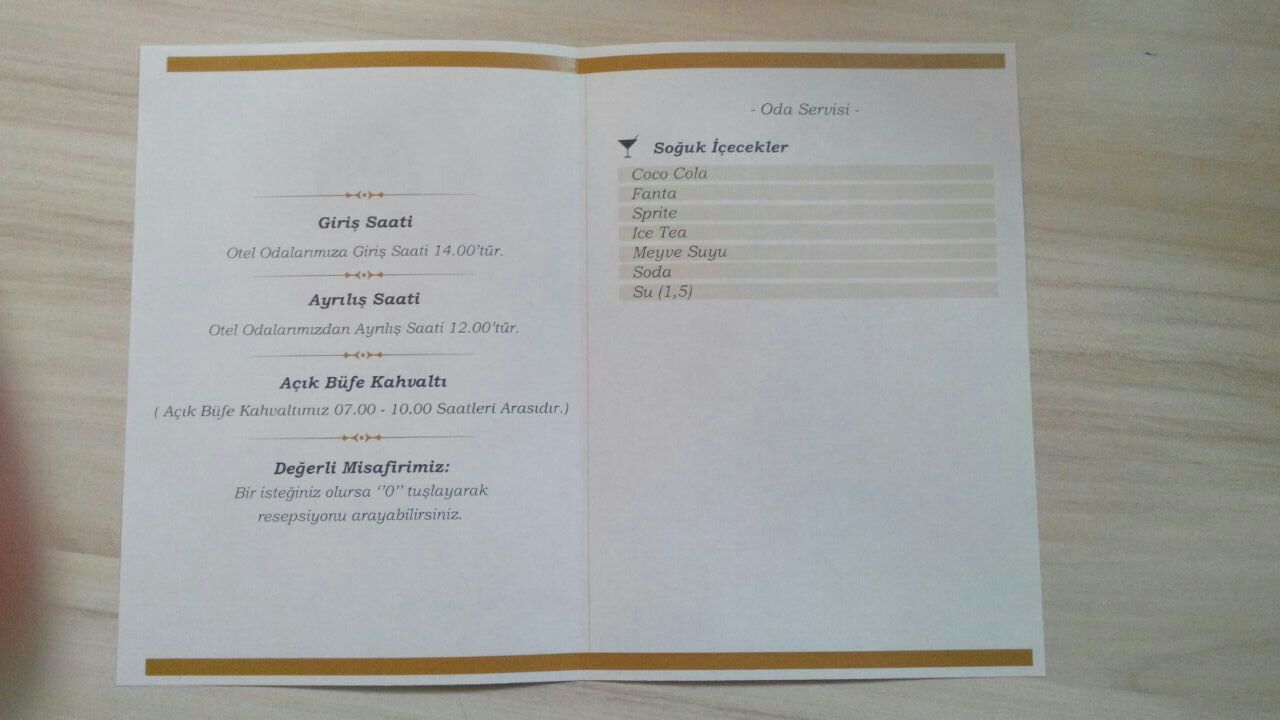 Giriş Saati
Otel Odalarımıza Giriş Saati 14.00'tür.
Ayrılış Saati
Otel Odalarımızdan Ayrılış Saati 12.00'tür.
Açık Büfe Kahvaltı
( Açık Büfe Kahvaltımız 07.00 - 10.00 Saatleri Arasıdır.)
Değerli Misafirimiz:
Bir isteğiniz olursa ‘’0’’ tuşlayarak
resepsiyonu arayabilirsiniz.
- Oda Servisi -
Soğuk İçecekler
Coco Cola
Fanta
Sprite
Ice Tea
Meyve Suyu
Soda
Su (1,5)